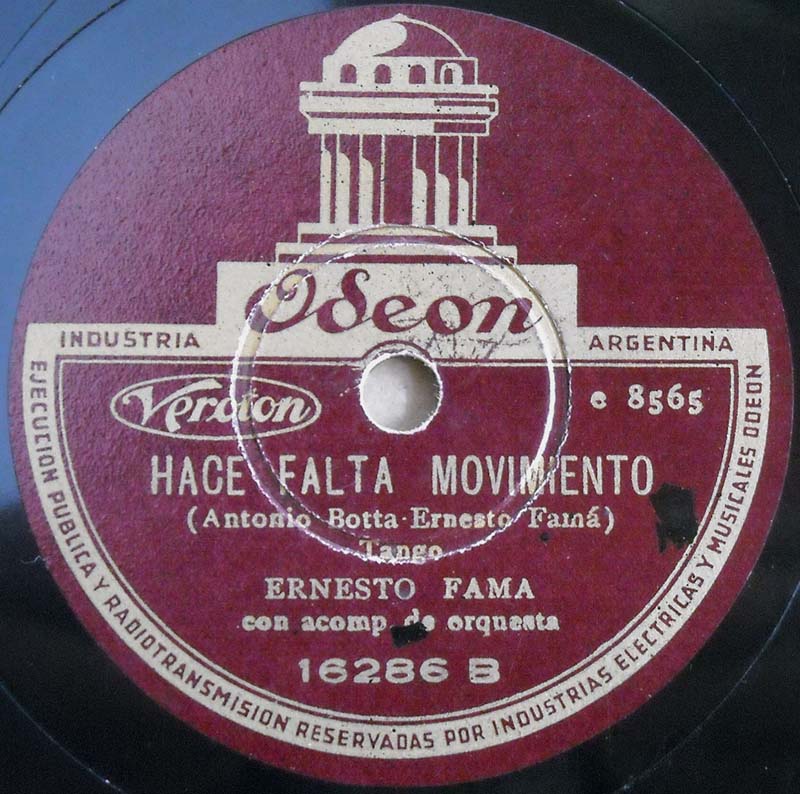 Odeon
INDUSTRIA ARGENTINA
Veroton
e 8565
HACE FALTA MOVIMIENTO
(Antonio Botta-Ernesto Famá)
Tango
ERNESTO FAMA
con acomp. de orquesta
16286 B
EJECUCION PUBLICA Y RADIOTRANSMISION RESERVADAS POR INDUSTRIAS ELECTRICAS Y MUSICALES ODEON